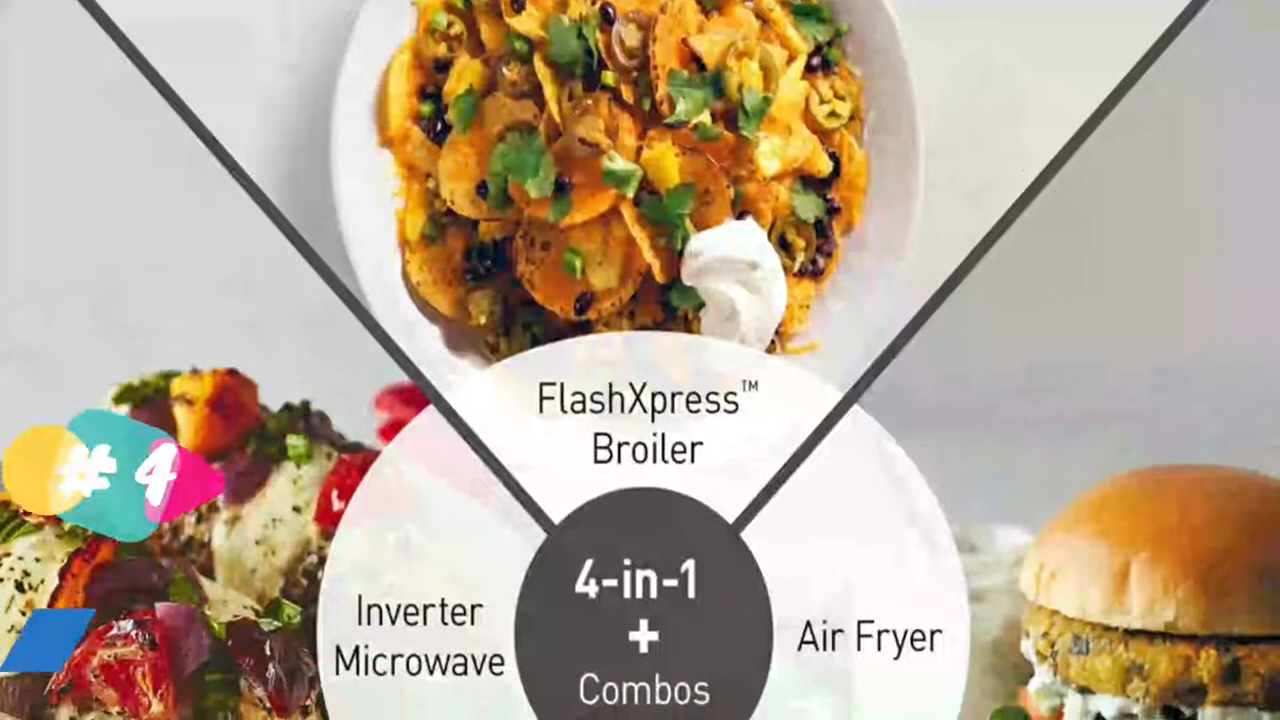 FlashXpress™
Broiler
# 4
4-in-1
+
Combos
Inverter
Microwave
Air Fryer